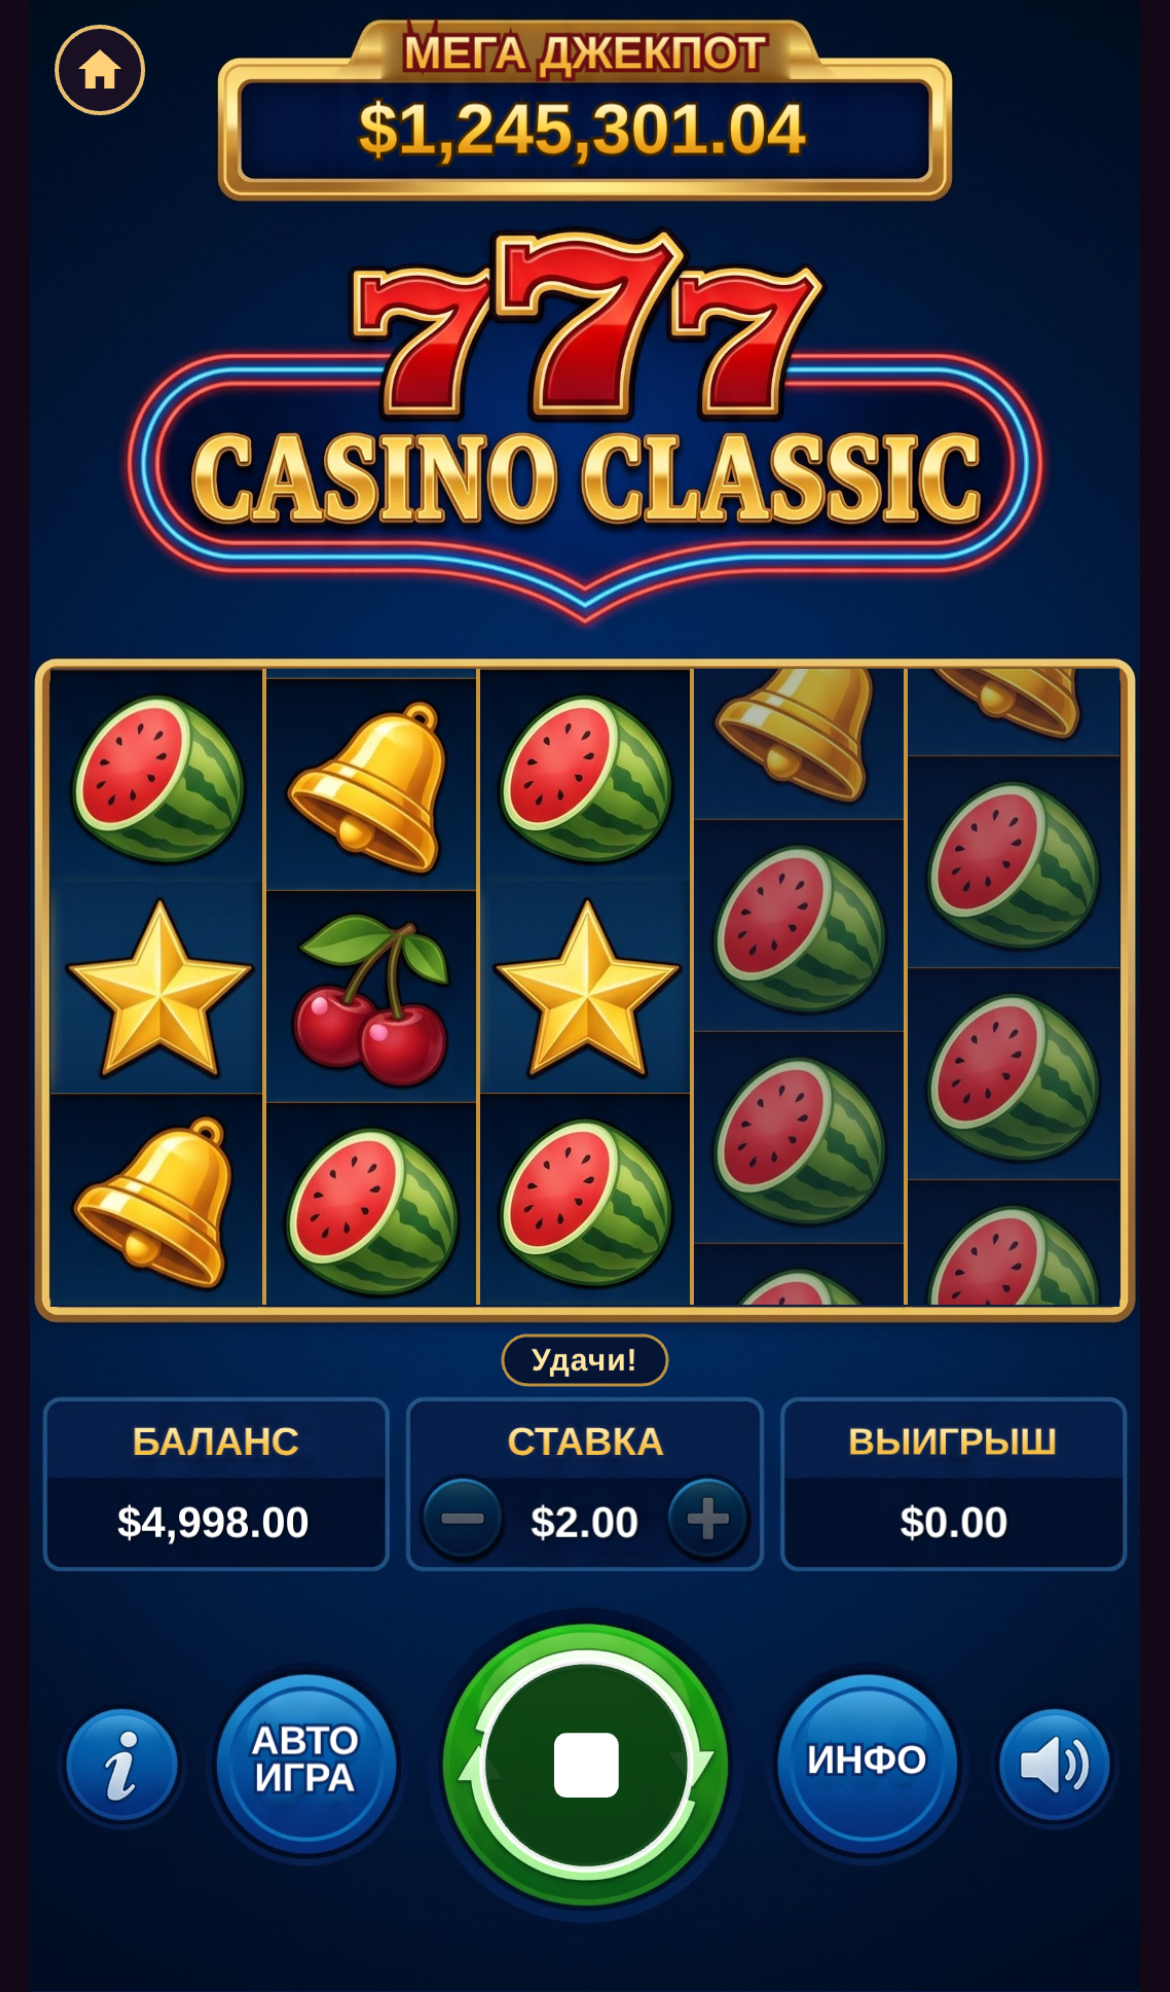 МЕГА ДЖЕКПОТ
$1,245,301.04
777
CASINO CLASSIC
Удачи!
БАЛАНС
СТАВКА
ВЫИГРЫШ
$4,998.00
$2.00
$0.00
i
АВТО
ИГРА
ИНФО